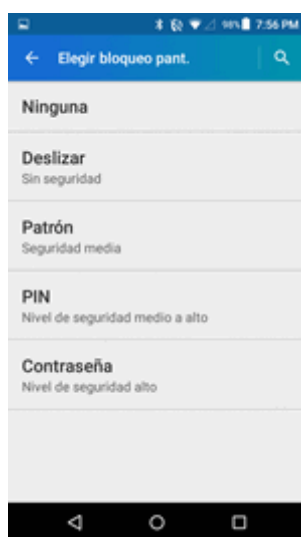 98% 7:56 PM
Elegir bloqueo pant.
Ninguna
Deslizar
Sin seguridad
Patrón
Seguridad media
PIN
Nivel de seguridad medio a alto
Contraseña
Nivel de seguridad alto